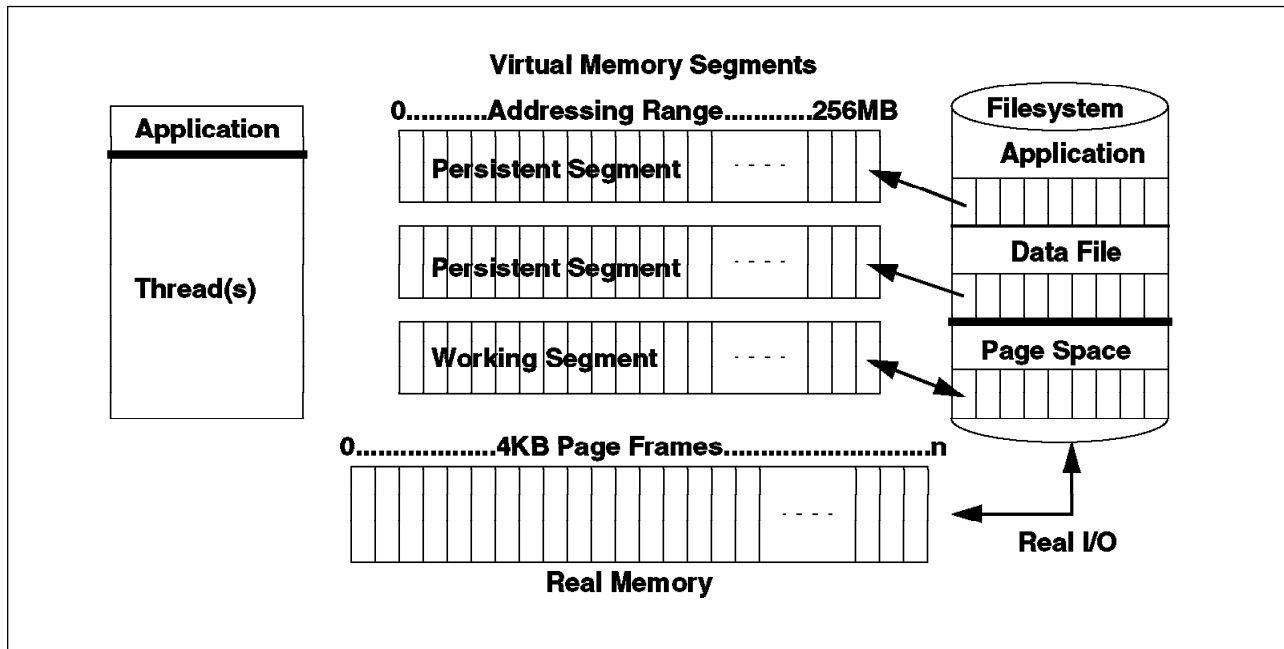 Virtual Memory Segments
0..........Addressing Range............256MB
Application
Thread(s)
Persistent Segment
Persistent Segment
Working Segment
Filesystem
Application
Data File
Page Space
0.................4KB Page Frames.........................n
Real Memory
Real I/O